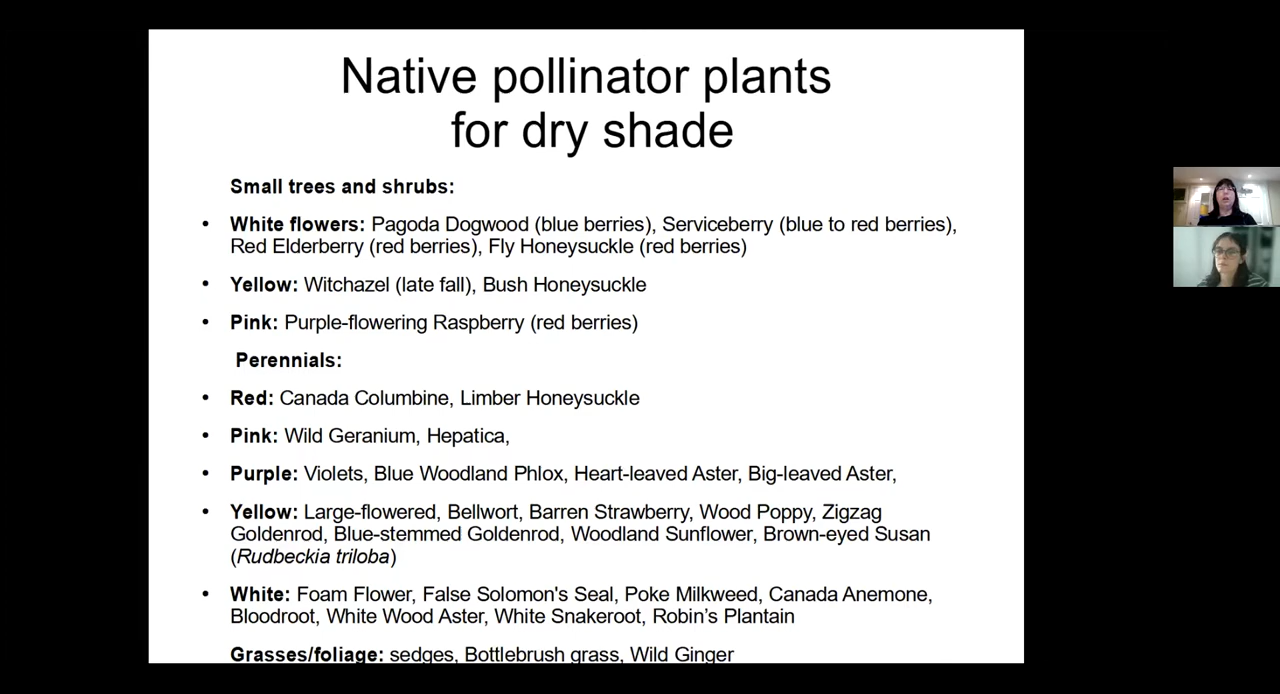 Native pollinator plants
for dry shade
Small trees and shrubs:
• White flowers: Pagoda Dogwood (blue berries), Serviceberry (blue to red berries),
Red Elderberry (red berries), Fly Honeysuckle (red berries)
• Yellow: Witchazel (late fall), Bush Honeysuckle
• Pink: Purple-flowering Raspberry (red berries)
Perennials:
• Red: Canada Columbine, Limber Honeysuckle
• Pink: Wild Geranium, Hepatica,
• Purple: Violets, Blue Woodland Phlox, Heart-leaved Aster, Big-leaved Aster,
• Yellow: Large-flowered, Bellwort, Barren Strawberry, Wood Poppy, Zigzag
Goldenrod, Blue-stemmed Goldenrod, Woodland Sunflower, Brown-eyed Susan
(Rudbeckia triloba)
• White: Foam Flower, False Solomon's Seal, Poke Milkweed, Canada Anemone,
Bloodroot, White Wood Aster, White Snakeroot, Robin’s Plantain
Grasses/foliage: sedges, Bottlebrush grass, Wild Ginger